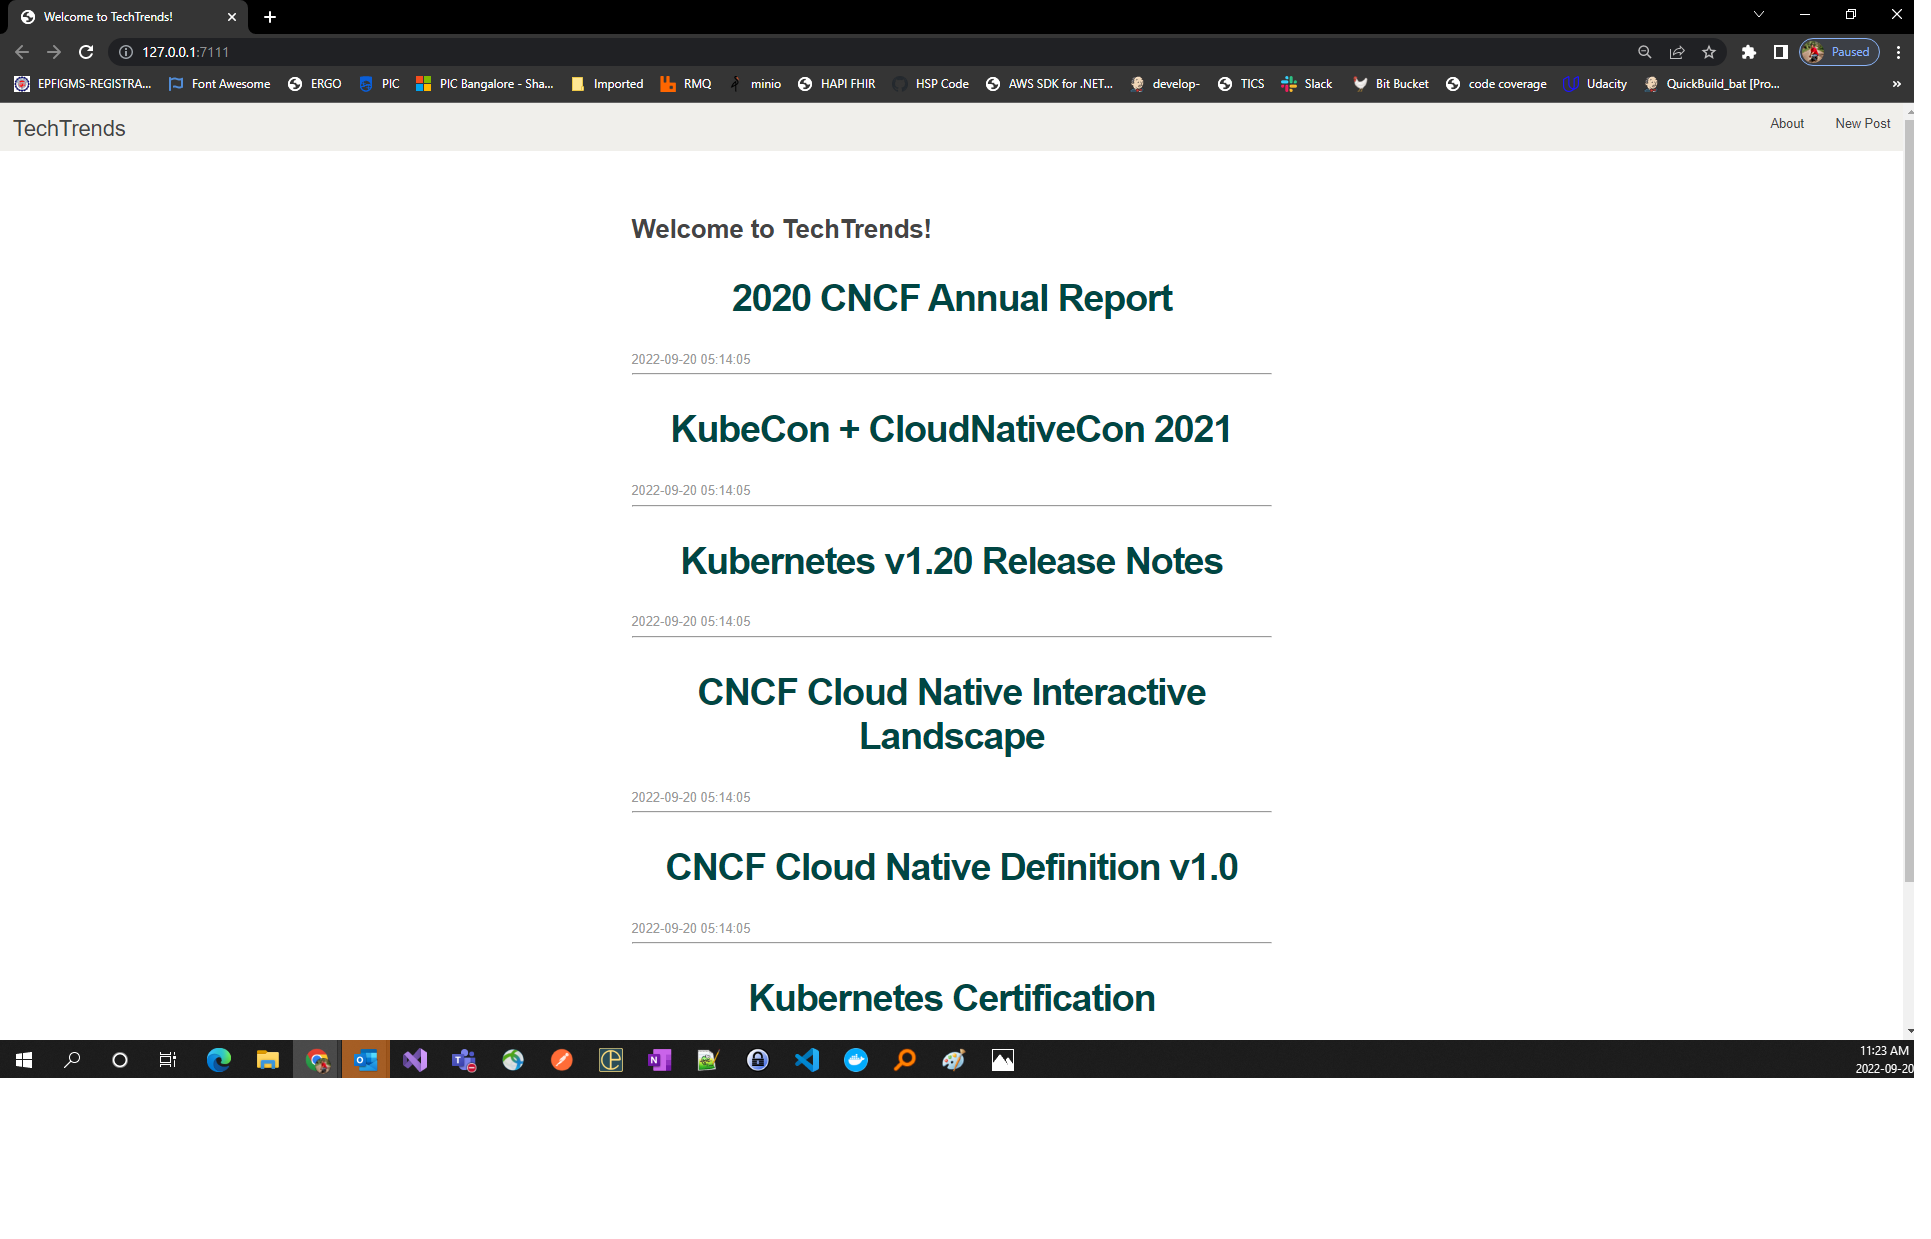 Welcome to TechTrends!
127.0.0.1:7111
Paused
EPFIGMS-REGISTRA...
Font Awesome
ERGO
PIC
PIC Bangalore - Sha...
Imported
RMQ
minio
HAPI FHIR
HSP Code
AWS SDK for .NET...
develop-
TICS
Slack
Bit Bucket
code coverage
Udacity
QuickBuild_bat [Pro...
»
TechTrends
About
New Post
Welcome to TechTrends!
2020 CNCF Annual Report
2022-09-20 05:14:05
KubeCon + CloudNativeCon 2021
2022-09-20 05:14:05
Kubernetes v1.20 Release Notes
2022-09-20 05:14:05
CNCF Cloud Native Interactive
Landscape
2022-09-20 05:14:05
CNCF Cloud Native Definition v1.0
2022-09-20 05:14:05
Kubernetes Certification
11:23 AM
2022-09-20